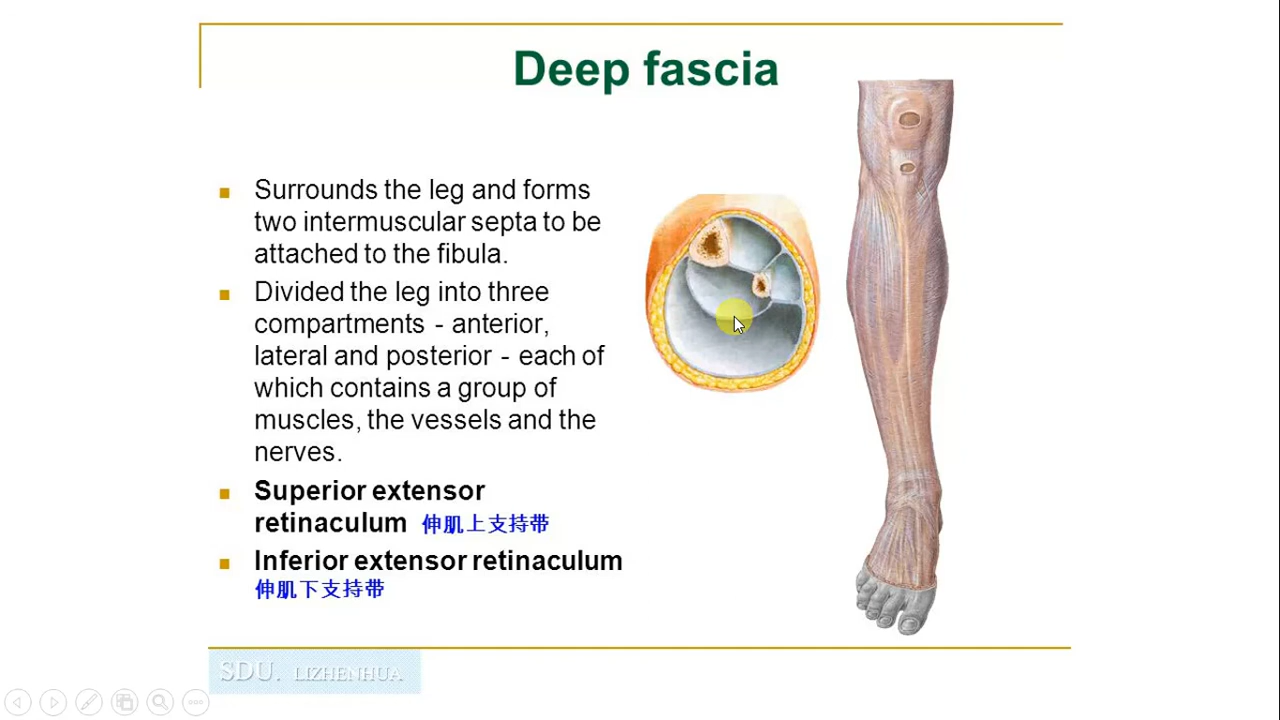 Deep fascia
Surrounds the leg and forms
two intermuscular septa to be
attached to the fibula.
Divided the leg into three
compartments - anterior,
lateral and posterior - each of
which contains a group of
muscles, the vessels and the
nerves.
Superior extensor
retinaculum 伸肌上支持带
Inferior extensor retinaculum
伸肌下支持带
SDU. LIZHENHUA